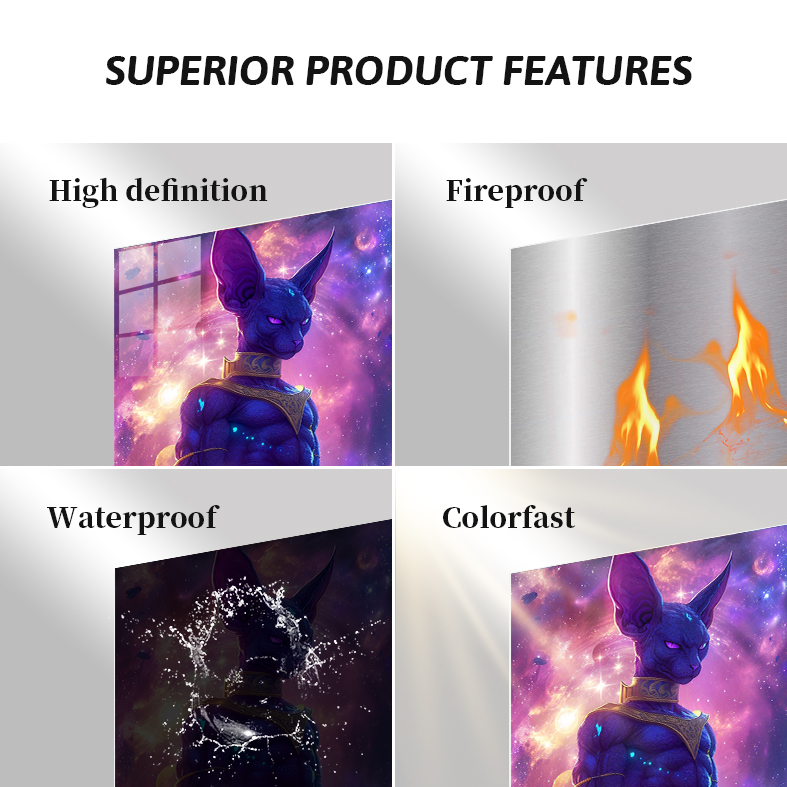 SUPERIOR PRODUCT FEATURES
High definition
Fireproof
Waterproof
Colorfast